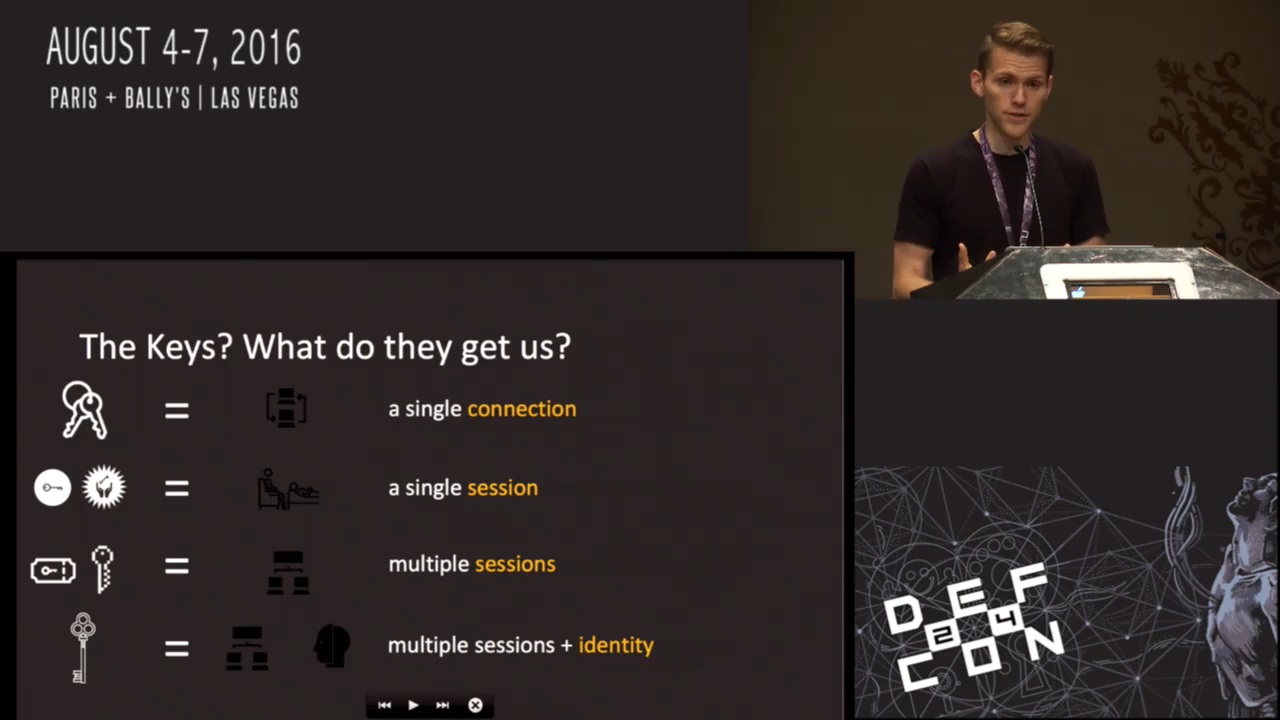 AUGUST 4-7, 2016
PARIS + BALLY'S | LAS VEGAS
The Keys? What do they get us?
= a single connection
= a single session
= multiple sessions
= multiple sessions + identity
DEF
24
CON